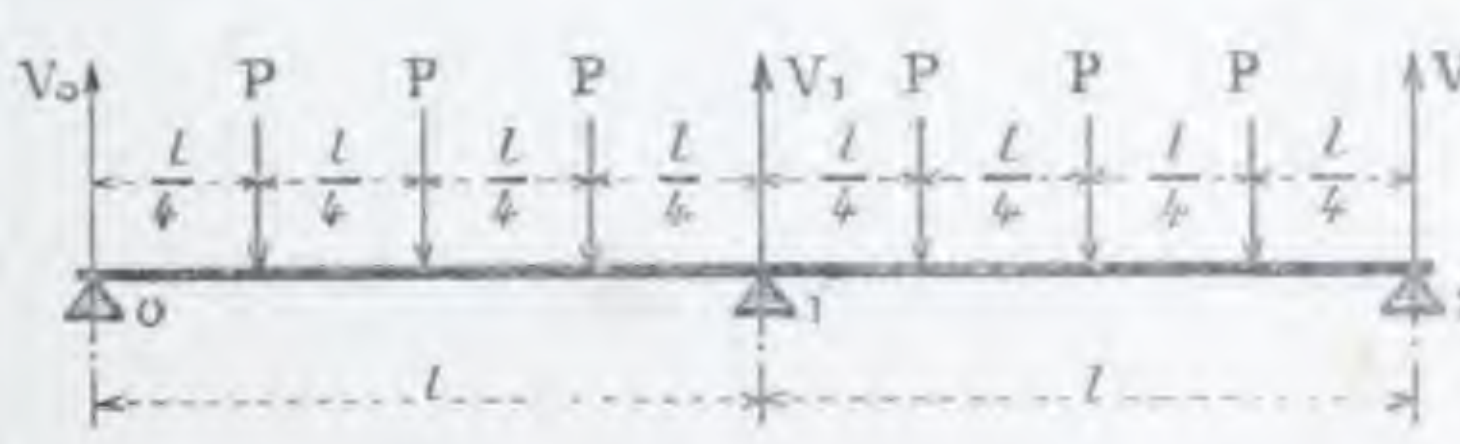 V₀ P P P V₁ P P P V
l/4 l/4 l/4 l/4 l/4 l/4 l/4 l/4
0 1
l l